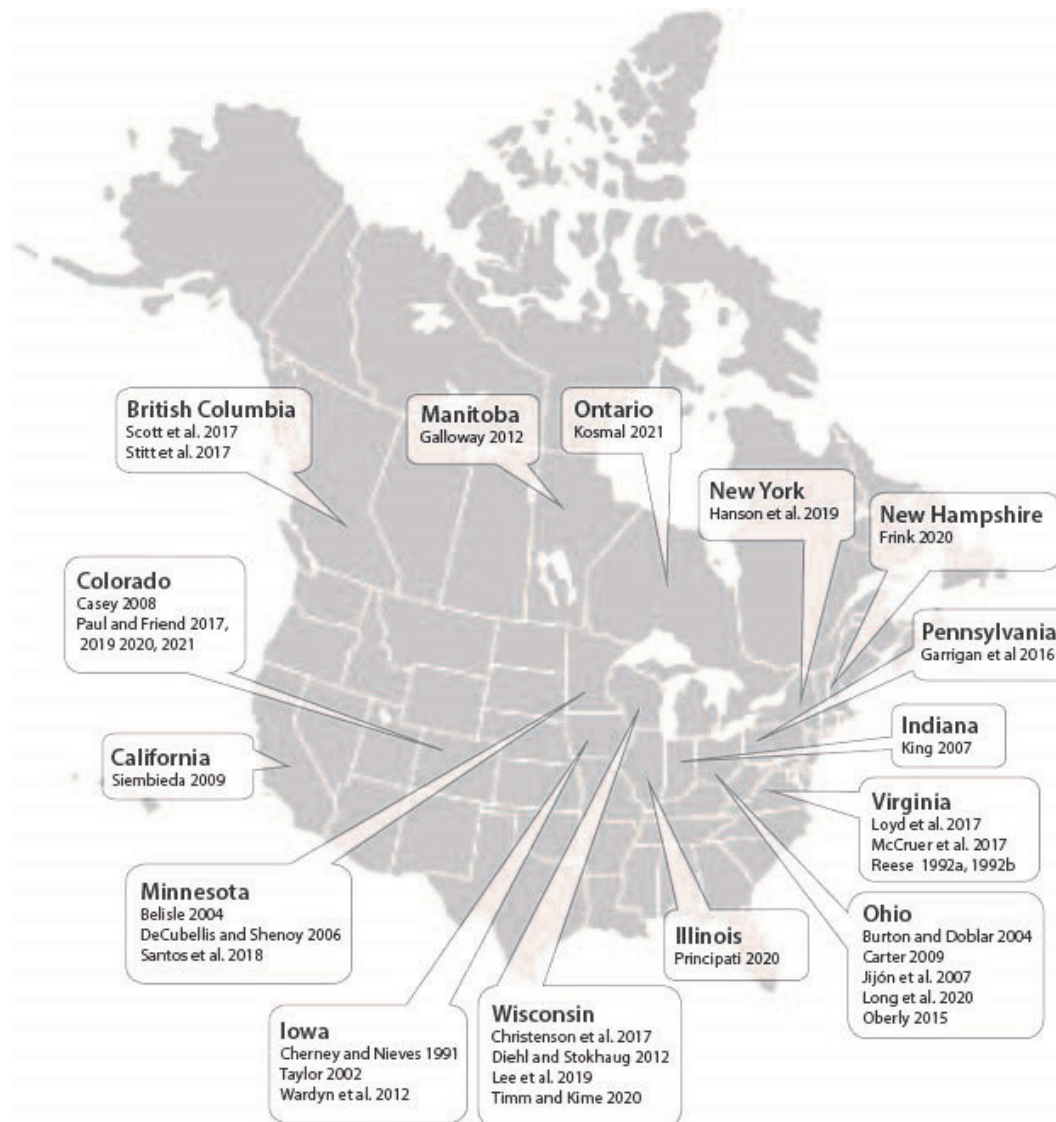 British Columbia
Scott et al. 2017
Stitt et al. 2017
Manitoba
Galloway 2012
Ontario
Kosmal 2021
New York
Hanson et al. 2019
New Hampshire
Frink 2020
Colorado
Casey 2008
Paul and Friend 2017,
2019 2020, 2021
Pennsylvania
Garrigan et al 2016
Indiana
King 2007
California
Siembieda 2009
Virginia
Loyd et al. 2017
McCruer et al. 2017
Reese 1992a, 1992b
Minnesota
Belisle 2004
DeCubellis and Shenoy 2006
Santos et al. 2018
Illinois
Principati 2020
Ohio
Burton and Doblar 2004
Carter 2009
Jijón et al. 2007
Long et al. 2020
Oberly 2015
Iowa
Cherney and Nieves 1991
Taylor 2002
Wardyn et al. 2012
Wisconsin
Christenson et al. 2017
Diehl and Stokhaug 2012
Lee et al. 2019
Timm and Kime 2020